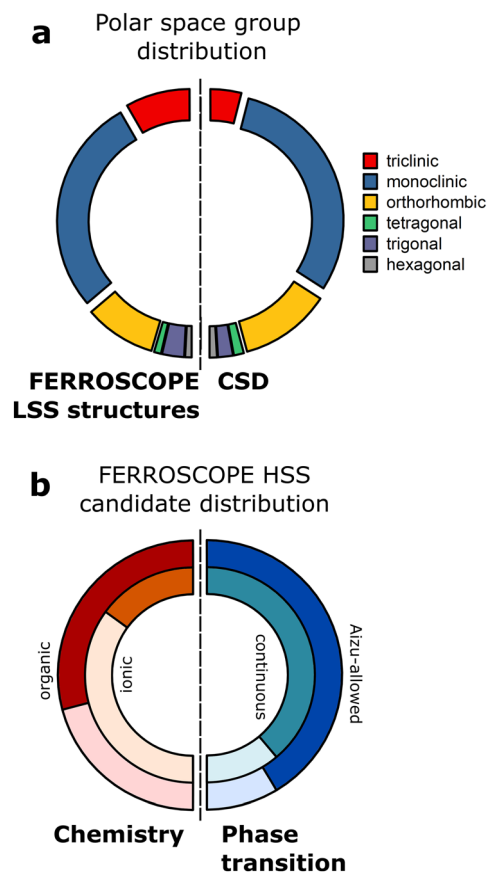 a
Polar space group
distribution
triclinic
monoclinic
orthorhombic
tetragonal
trigonal
hexagonal
FERROSCOPE
LSS structures
CSD
b
FERROSCOPE HSS
candidate distribution
organic
ionic
continuous
Aizu-allowed
Chemistry
Phase
transition